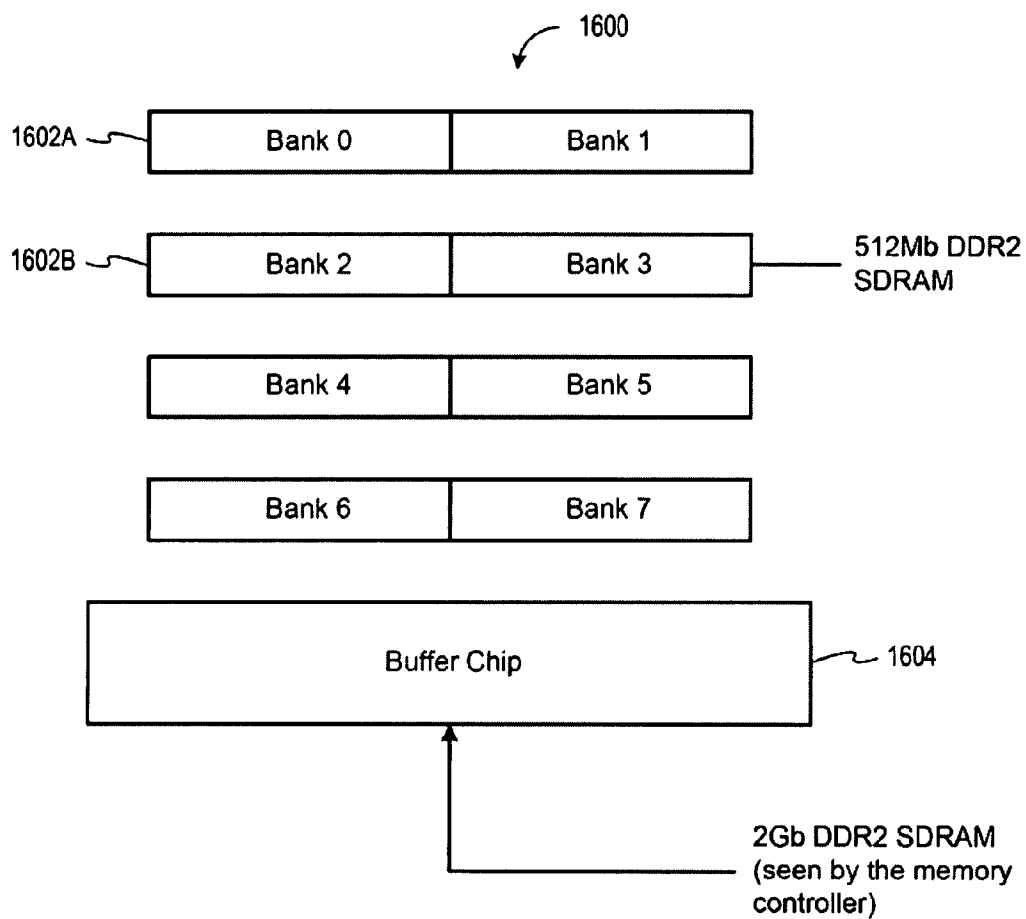 1600
1602A
Bank 0
Bank 1
1602B
Bank 2
Bank 3
512Mb DDR2
SDRAM
Bank 4
Bank 5
Bank 6
Bank 7
Buffer Chip
1604
2Gb DDR2 SDRAM
(seen by the memory
controller)